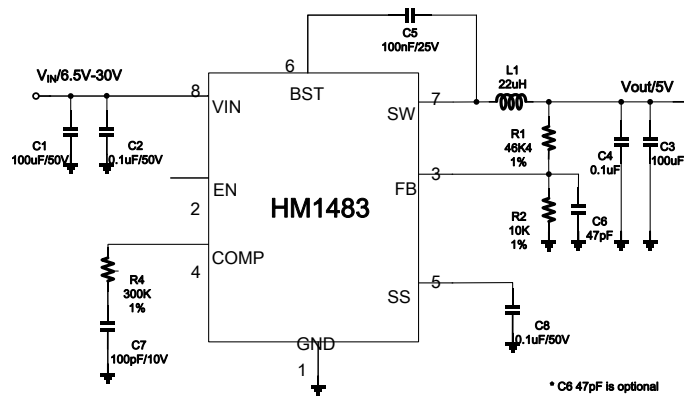 C5
100nF/25V
VIN/6.5V-30V
6
BST
L1
22uH
Vout/5V
8
VIN
7
SW
C1
100uF/50V
C2
0.1uF/50V
R1
46K4
1%
C4
0.1uF
C3
100uF
EN
2
3
FB
HM1483
R2
10K
1%
C6
47pF
COMP
4
R4
300K
1%
5
SS
C7
100pF/10V
C8
0.1uF/50V
GND
1
* C6 47pF is optional